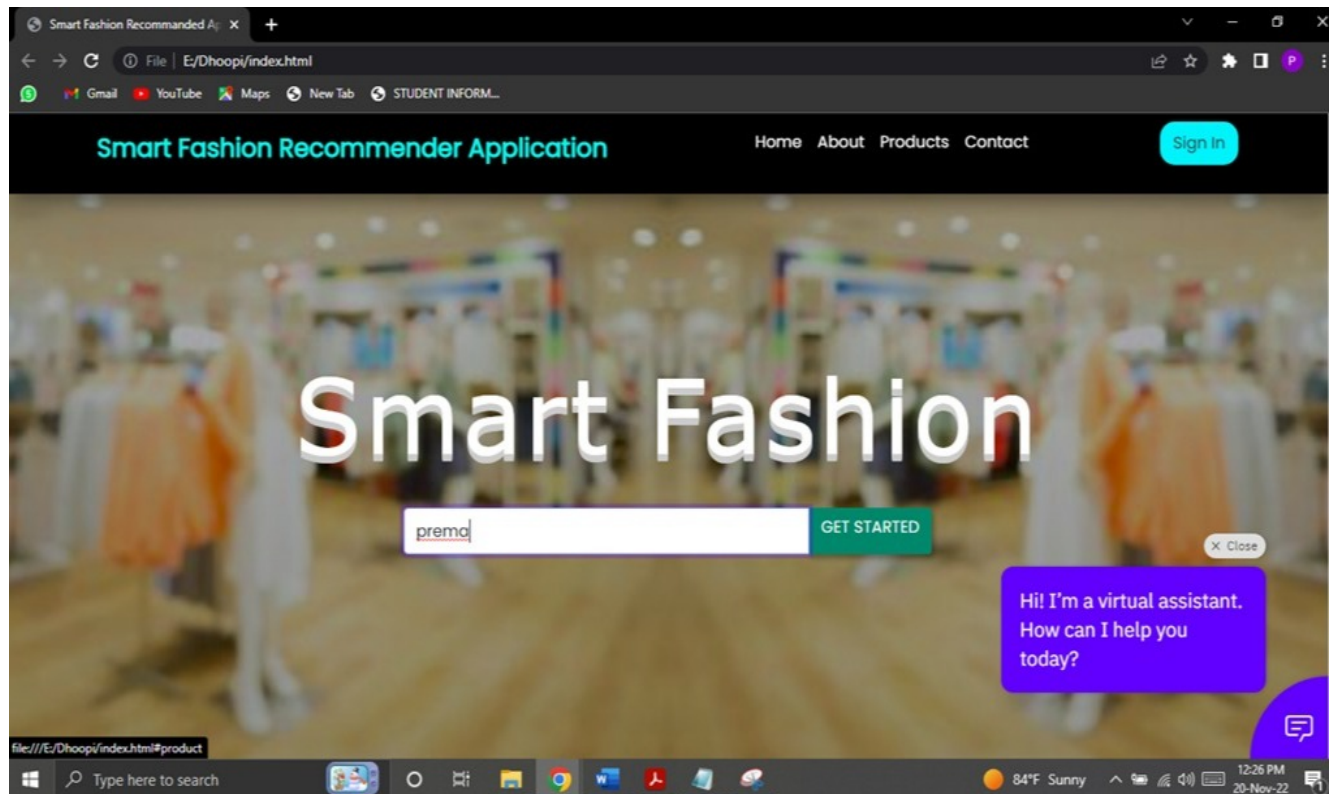 Smart Fashion Recommanded Ap
File | E:/Dhoopi/index.html
P
Gmail YouTube Maps New Tab STUDENT INFORM...
Smart Fashion Recommender Application Home About Products Contact Sign In
Smart Fashion
prema GET STARTED
× Close
Hi! I'm a virtual assistant.
How can I help you
today?
file:///E:/Dhoopi/index.html#product
Type here to search 84°F Sunny 12:26 PM
20-Nov-22